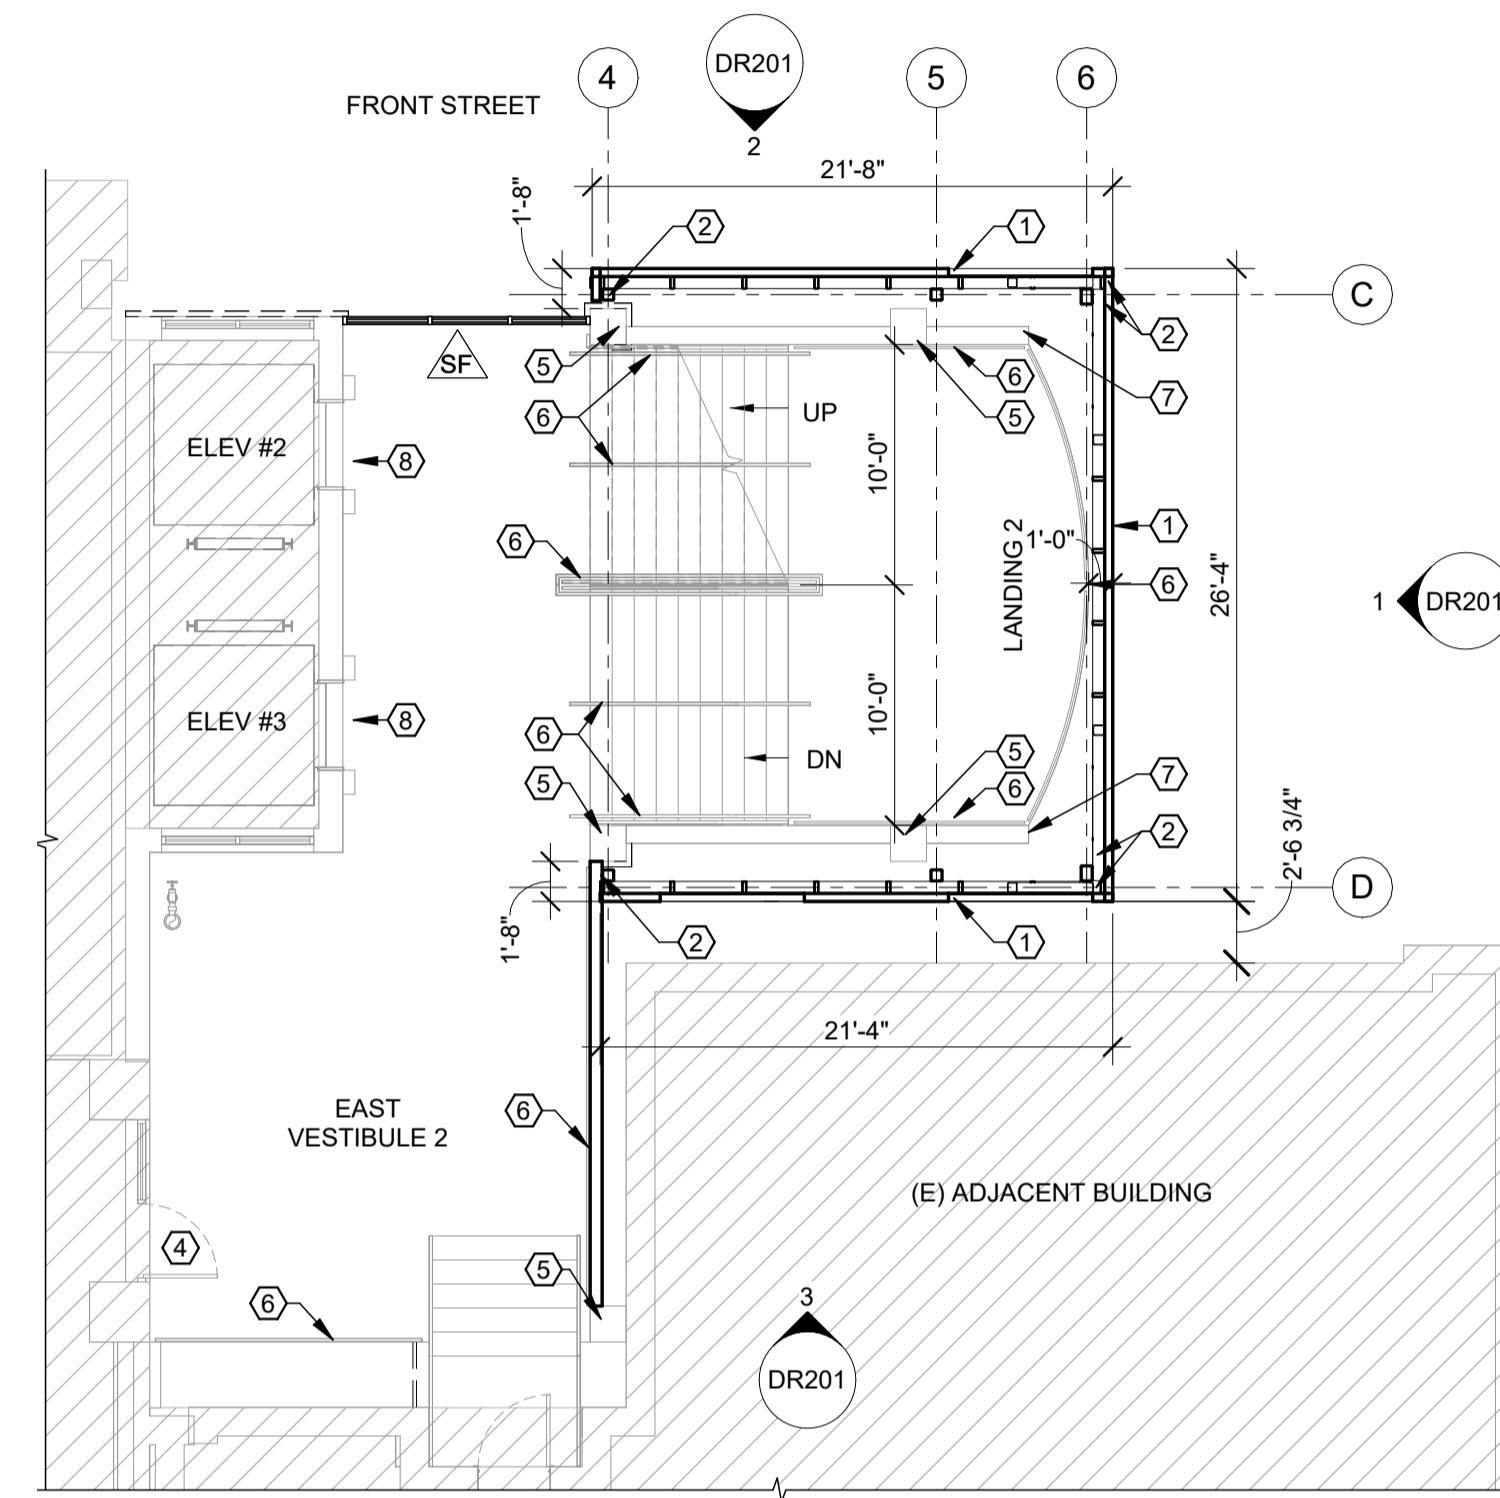 4
DR201
5
6
FRONT STREET
2
21'-8"
1'-8"
2
1
C
2
SF
5
6
7
6
5
UP
ELEV #2
8
10'-0"
LANDING 2
1'-0"
1
6
6
26'-4"
1
DR201
10'-0"
ELEV #3
8
6
5
DN
5
6
7
2
2'-6 3/4"
D
1'-8"
2
1
21'-4"
EAST
VESTIBULE 2
6
(E) ADJACENT BUILDING
4
5
6
3
DR201